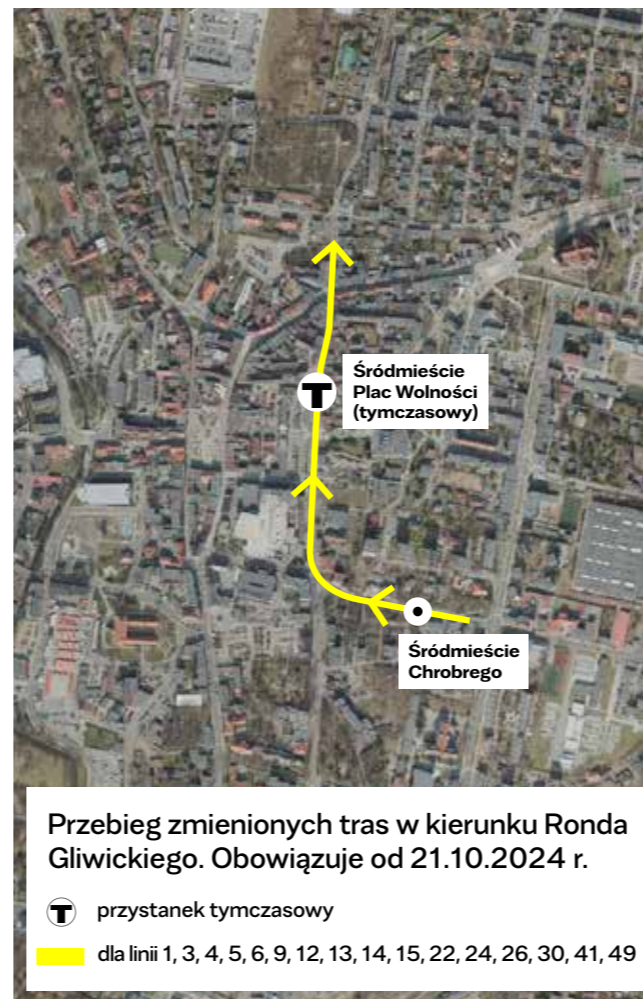 Śródmieście
Plac Wolności
(tymczasowy)
Śródmieście
Chrobrego
Przebieg zmienionych tras w kierunku Ronda
Gliwickiego. Obowiązuje od 21.10.2024 r.
T przystanek tymczasowy
dla linii 1, 3, 4, 5, 6, 9, 12, 13, 14, 15, 22, 24, 26, 30, 41, 49